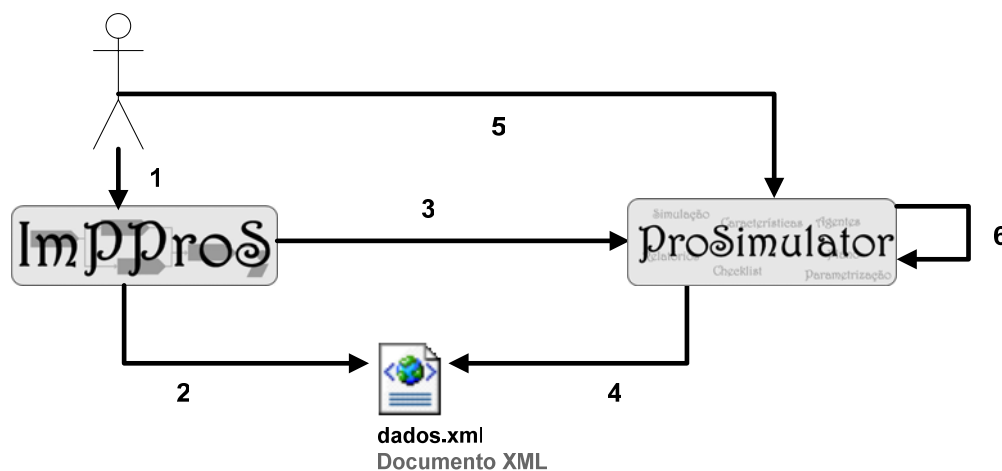 5
1
3
ImPProS
Simulação
Características
Agentes
ProSimulator
Relatórios
Checklist
Parametrização
6
2
4
dados.xml
Documento XML